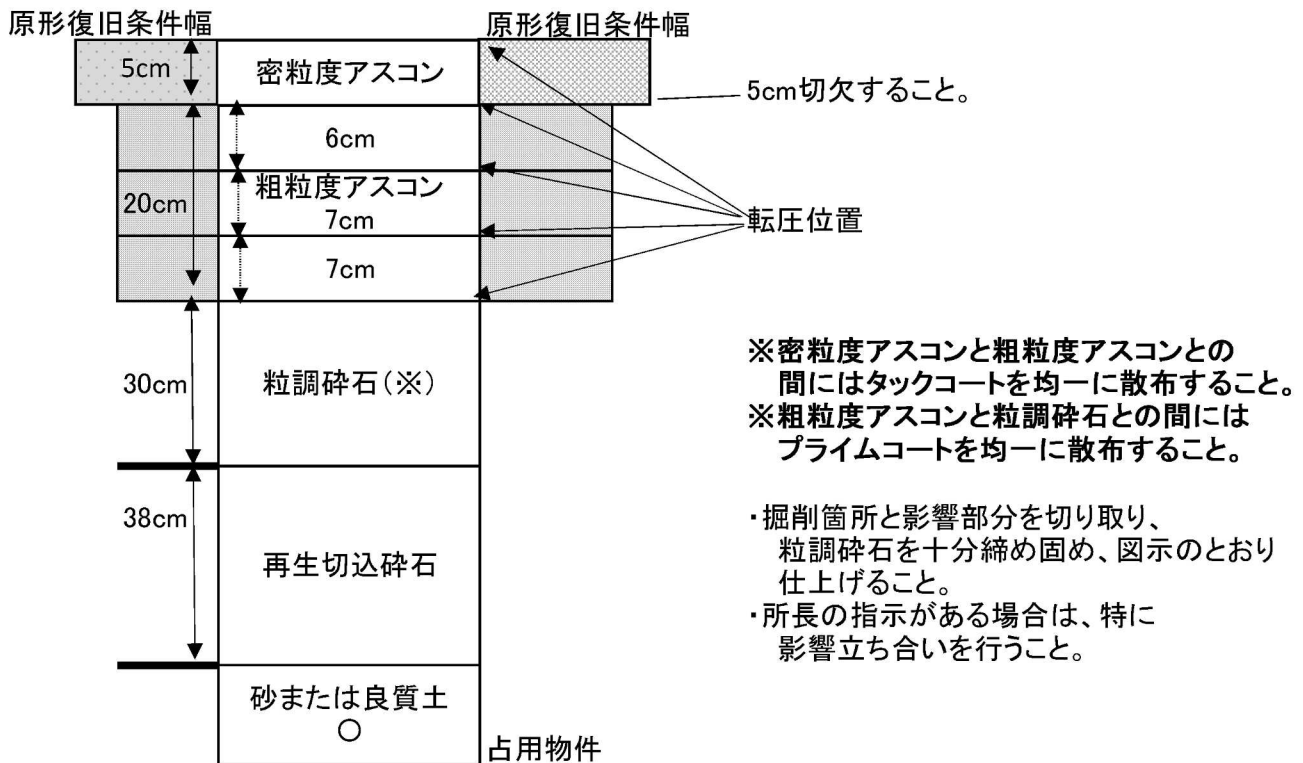 原形復旧条件幅
原形復旧条件幅
5cm
密粒度アスコン
5cm切欠すること。
6cm
粗粒度アスコン
20cm
7cm
転圧位置
7cm
30cm
粒調砕石(※)
※密粒度アスコンと粗粒度アスコンとの
間にはタックコートを均一に散布すること。
※粗粒度アスコンと粒調砕石との間には
プライムコートを均一に散布すること。
38cm
再生切込砕石
・掘削箇所と影響部分を切り取り、
粒調砕石を十分締め固め、図示のとおり
仕上げること。
・所長の指示がある場合は、特に
影響立ち合いを行うこと。
砂または良質土
占用物件